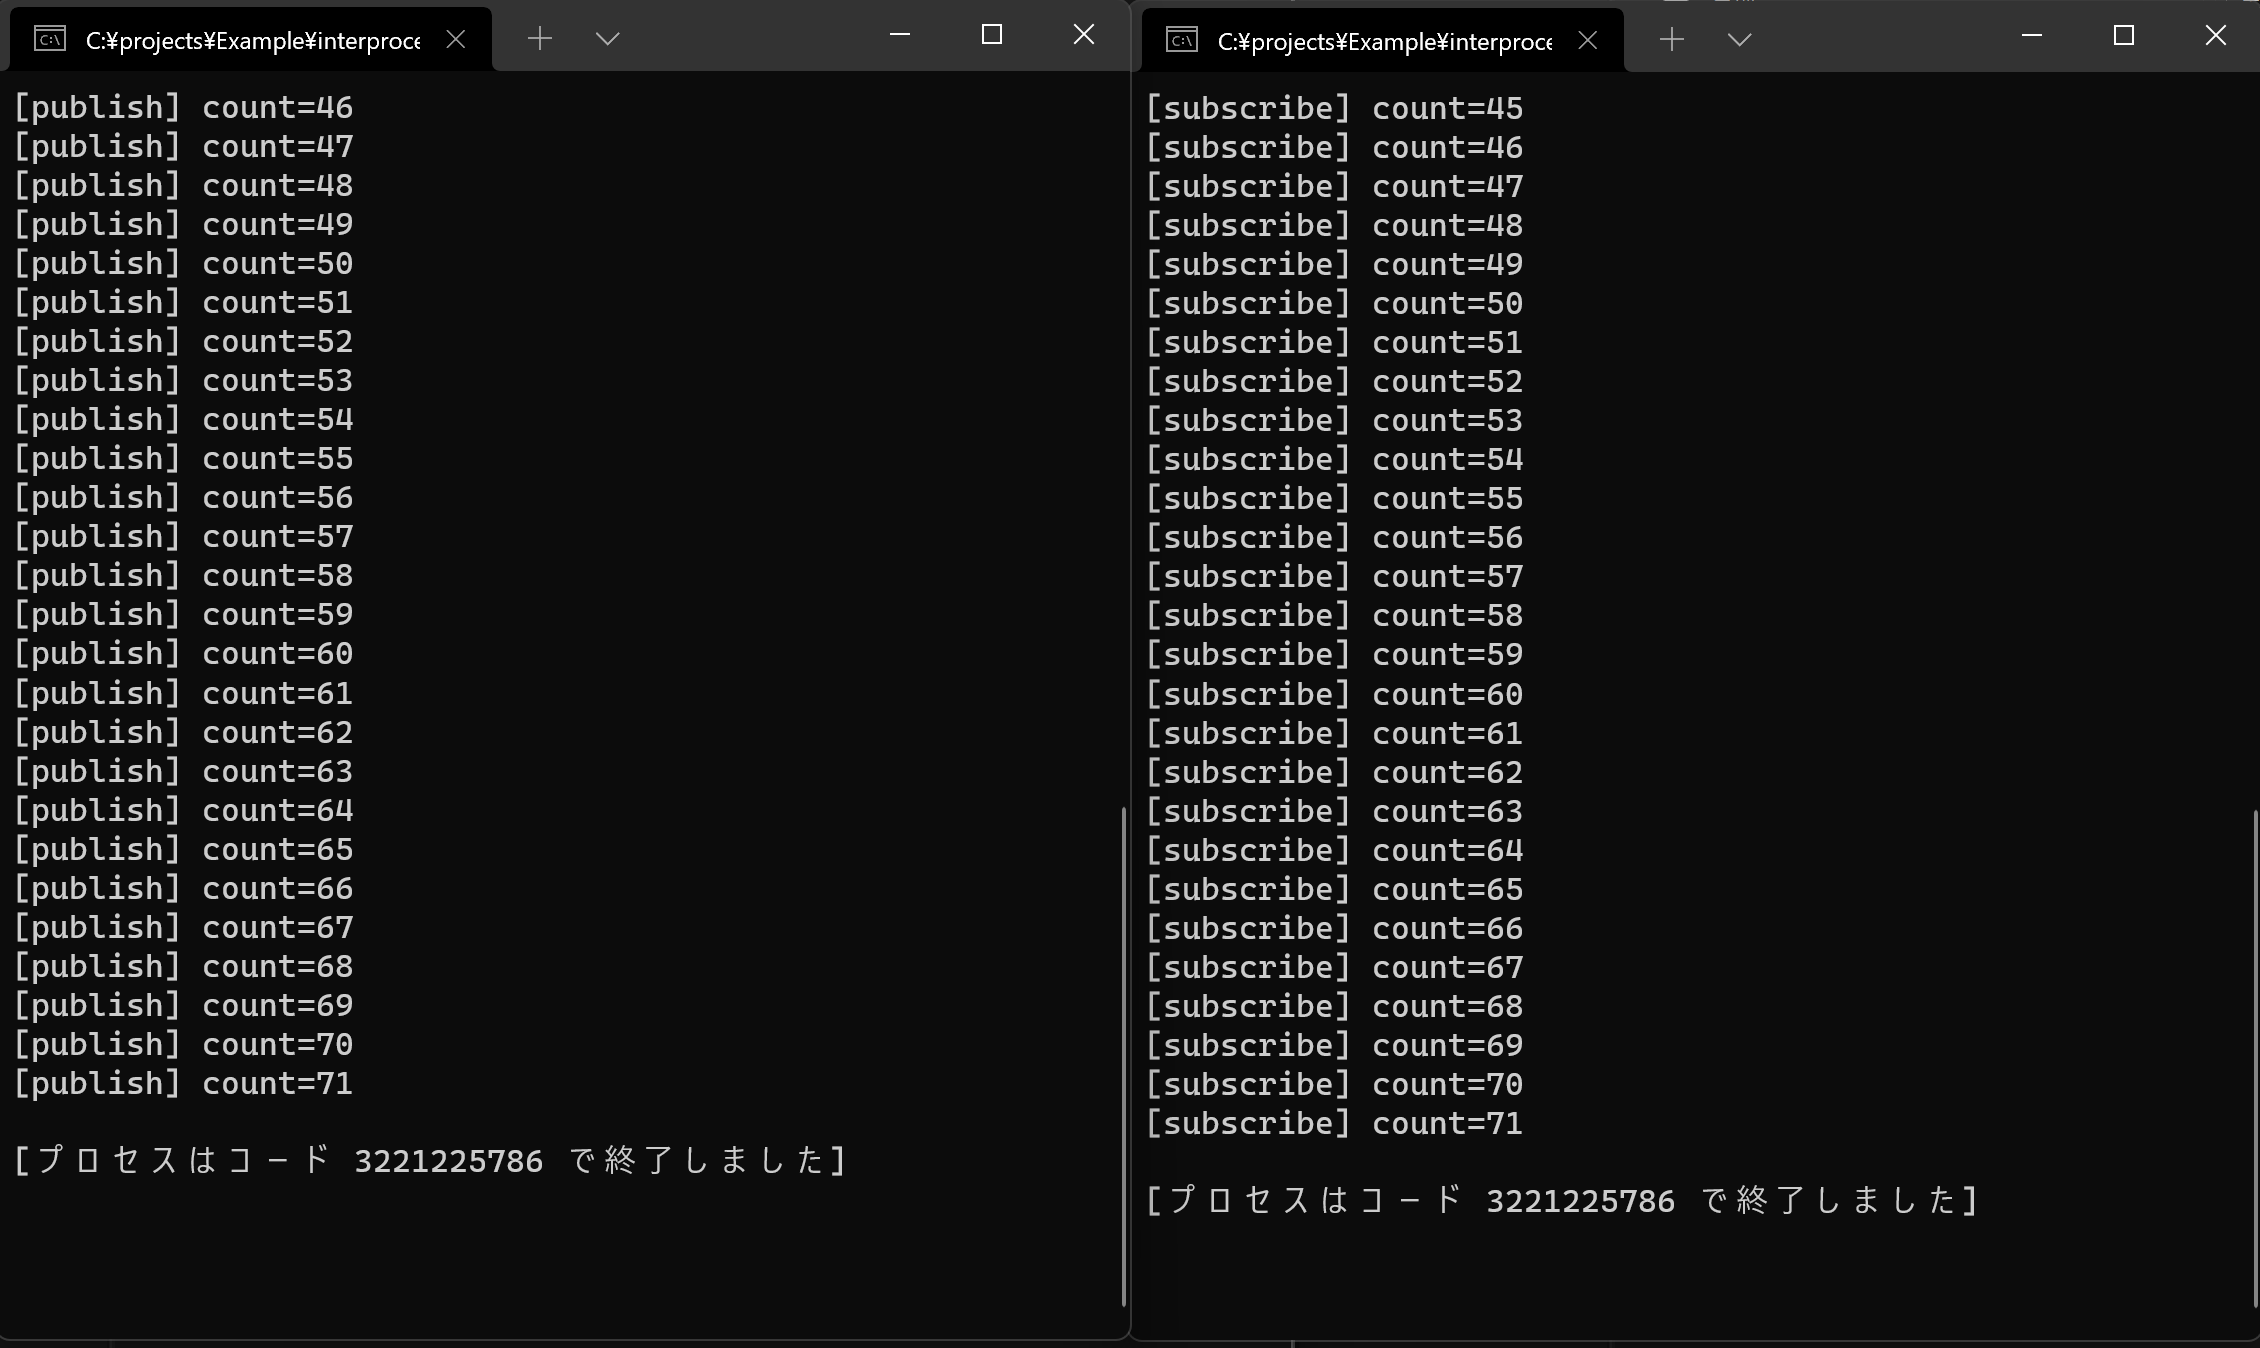 C:¥projects¥Example¥interproce
[publish] count=46
[publish] count=47
[publish] count=48
[publish] count=49
[publish] count=50
[publish] count=51
[publish] count=52
[publish] count=53
[publish] count=54
[publish] count=55
[publish] count=56
[publish] count=57
[publish] count=58
[publish] count=59
[publish] count=60
[publish] count=61
[publish] count=62
[publish] count=63
[publish] count=64
[publish] count=65
[publish] count=66
[publish] count=67
[publish] count=68
[publish] count=69
[publish] count=70
[publish] count=71
[プロセスはコード 3221225786 で終了しました]
C:¥projects¥Example¥interproce
[subscribe] count=45
[subscribe] count=46
[subscribe] count=47
[subscribe] count=48
[subscribe] count=49
[subscribe] count=50
[subscribe] count=51
[subscribe] count=52
[subscribe] count=53
[subscribe] count=54
[subscribe] count=55
[subscribe] count=56
[subscribe] count=57
[subscribe] count=58
[subscribe] count=59
[subscribe] count=60
[subscribe] count=61
[subscribe] count=62
[subscribe] count=63
[subscribe] count=64
[subscribe] count=65
[subscribe] count=66
[subscribe] count=67
[subscribe] count=68
[subscribe] count=69
[subscribe] count=70
[subscribe] count=71
[プロセスはコード 3221225786 で終了しました]